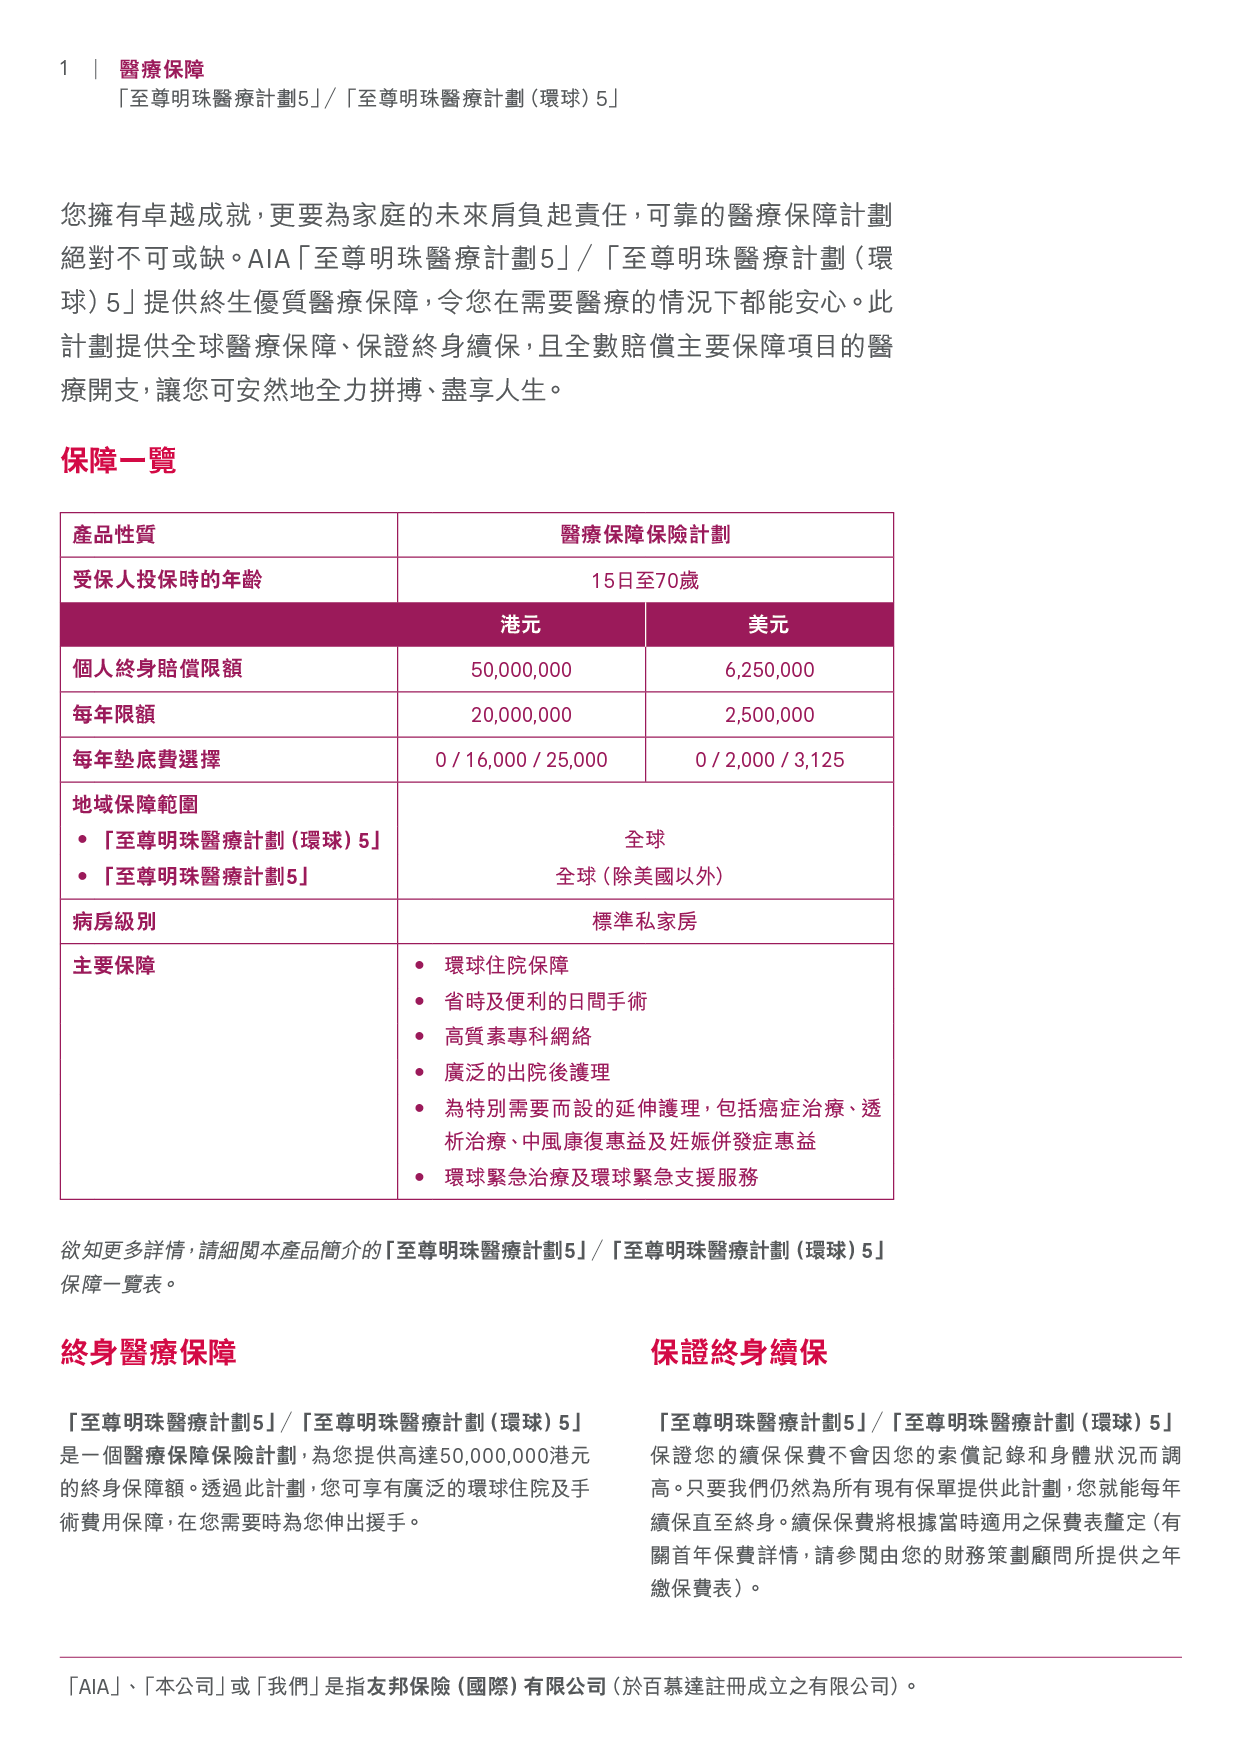 1 | 醫療保障
「至尊明珠醫療計劃5」/「至尊明珠醫療計劃（環球）5」
您擁有卓越成就，更要為家庭的未來肩負起責任，可靠的醫療保障計劃
絕對不可或缺。AIA「至尊明珠醫療計劃5」/「至尊明珠醫療計劃（環
球）5」提供終生優質醫療保障，令您在需要醫療的情況下都能安心。此
計劃提供全球醫療保障、保證終身續保，且全數賠償主要保障項目的醫
療開支，讓您可安然地全力拼搏、盡享人生。
保障一覽
產品性質 醫療保障保險計劃
受保人投保時的年齡 15日至70歲
港元 美元
個人終身賠償限額 50,000,000 6,250,000
每年限額 20,000,000 2,500,000
每年墊底費選擇 0 / 16,000 / 25,000 0 / 2,000 / 3,125
地域保障範圍
• 「至尊明珠醫療計劃（環球）5」 全球
• 「至尊明珠醫療計劃5」 全球（除美國以外）
病房級別 標準私家房
主要保障 • 環球住院保障
• 省時及便利的日間手術
• 高質素專科網絡
• 廣泛的出院後護理
• 為特別需要而設的延伸護理，包括癌症治療、透
析治療、中風康復惠益及妊娠併發症惠益
• 環球緊急治療及環球緊急支援服務
欲知更多詳情，請細閱本產品簡介的「至尊明珠醫療計劃5」/「至尊明珠醫療計劃（環球）5」
保障一覽表。
終身醫療保障
「至尊明珠醫療計劃5」/「至尊明珠醫療計劃（環球）5」
是一個醫療保障保險計劃，為您提供高達50,000,000港元
的終身保障額。透過此計劃，您可享有廣泛的環球住院及手
術費用保障，在您需要時為您伸出援手。
保證終身續保
「至尊明珠醫療計劃5」/「至尊明珠醫療計劃（環球）5」
保證您的續保保費不會因您的索償記錄和身體狀況而調
高。只要我們仍然為所有現有保單提供此計劃，您就能每年
續保直至終身。續保保費將根據當時適用之保費表釐定（有
關首年保費詳情，請參閱由您的財務策劃顧問所提供之年
繳保費表）。
「AIA」、「本公司」或「我們」是指友邦保險（國際）有限公司（於百慕達註冊成立之有限公司）。